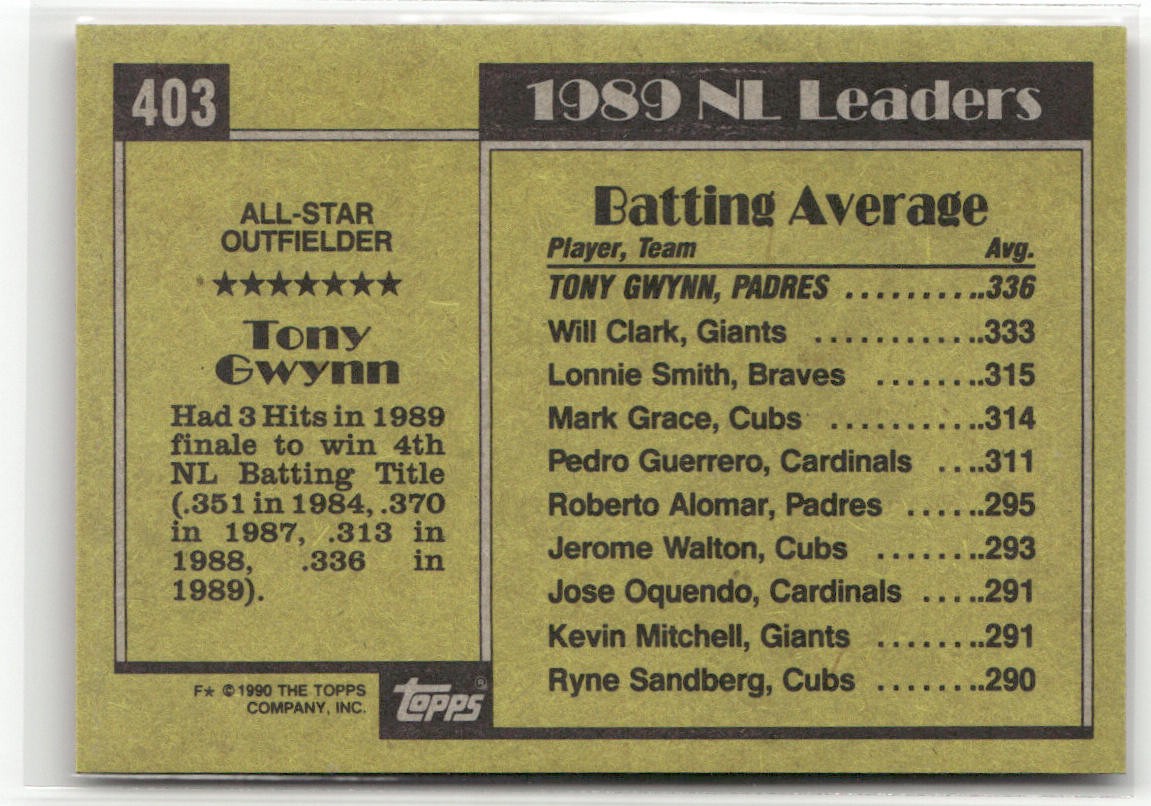 403
ALL-STAR
OUTFIELDER
★★★★★★★
Tony
Gwynn
Had 3 Hits in 1989
finale to win 4th
NL Batting Title
(.351 in 1984, .370
in 1987, .313 in
1988, .336 in
1989).
F★ © 1990 THE TOPPS
COMPANY, INC.
TOPPS®
1989 NL Leaders
Batting Average
Player, Team Avg.
TONY GWYNN, PADRES ...........336
Will Clark, Giants .............333
Lonnie Smith, Braves .........315
Mark Grace, Cubs ............314
Pedro Guerrero, Cardinals .....311
Roberto Alomar, Padres .......295
Jerome Walton, Cubs .........293
Jose Oquendo, Cardinals ......291
Kevin Mitchell, Giants .........291
Ryne Sandberg, Cubs .........290